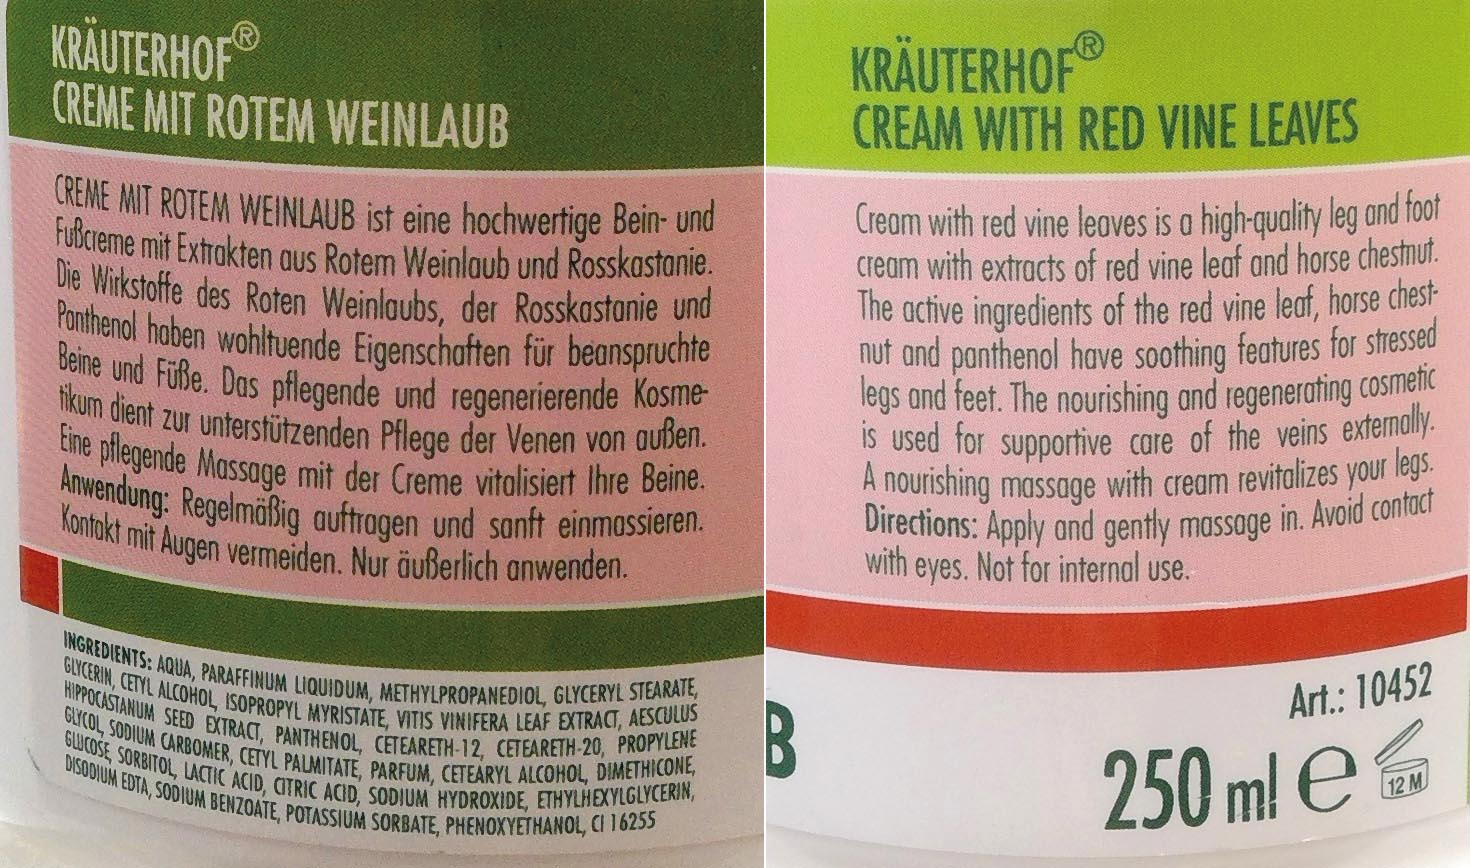 KRÄUTERHOF®
CREME MIT ROTEM WEINLAUB
CREME MIT ROTEM WEINLAUB ist eine hochwertige Bein- und
Fußcreme mit Extrakten aus Rotem Weinlaub und Rosskastanie.
Die Wirkstoffe des Roten Weinlaubs, der Rosskastanie und
Panthenol haben wohltuende Eigenschaften für beanspruchte
Beine und Füße. Das pflegende und regenerierende Kosme-
tikum dient zur unterstützenden Pflege der Venen von außen.
Eine pflegende Massage mit der Creme vitalisiert Ihre Beine.
Anwendung: Regelmäßig auftragen und sanft einmassieren.
Kontakt mit Augen vermeiden. Nur äußerlich anwenden.
INGREDIENTS: AQUA, PARAFFINUM LIQUIDUM, METHYLPROPANEDIOL, GLYCERYL STEARATE,
GLYCERIN, CETYL ALCOHOL, ISOPROPYL MYRISTATE, VITIS VINIFERA LEAF EXTRACT, AESCULUS
HIPPOCASTANUM SEED EXTRACT, PANTHENOL, CETEARETH-12, CETEARETH-20, PROPYLENE
GLYCOL, SODIUM CARBOMER, CETYL PALMITATE, PARFUM, CETEARYL ALCOHOL, DIMETHICONE,
GLUCOSE, SORBITOL, LACTIC ACID, CITRIC ACID, SODIUM HYDROXIDE, ETHYLHEXYLGLYCERIN,
DISODIUM EDTA, SODIUM BENZOATE, POTASSIUM SORBATE, PHENOXYETHANOL, CI 16255
KRÄUTERHOF®
CREAM WITH RED VINE LEAVES
Cream with red vine leaves is a high-quality leg and foot
cream with extracts of red vine leaf and horse chestnut.
The active ingredients of the red vine leaf, horse chest-
nut and panthenol have soothing features for stressed
legs and feet. The nourishing and regenerating cosmetic
is used for supportive care of the veins externally.
A nourishing massage with cream revitalizes your legs.
Directions: Apply and gently massage in. Avoid contact
with eyes. Not for internal use.
B
Art.: 10452
250 ml e
12 M